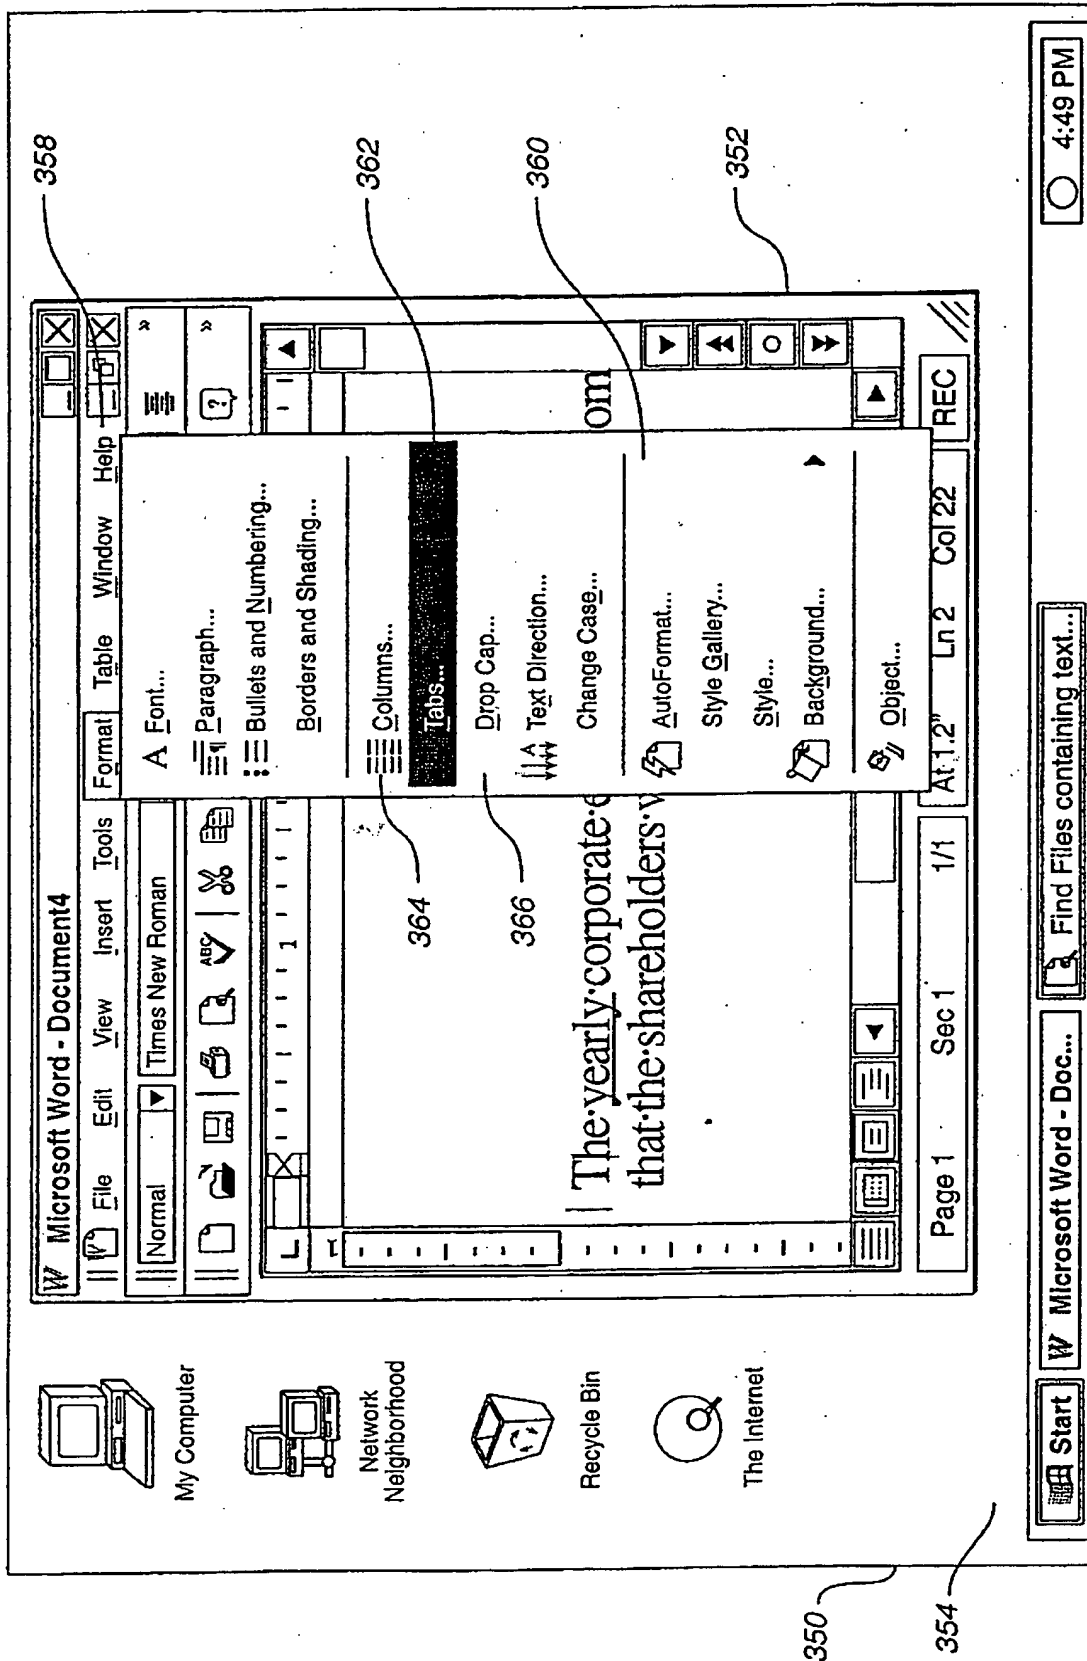 W Microsoft Word - Document4
File Edit View Insert Tools Format Table Window Help
Normal Times New Roman »
ABC ? »
L 1
1
A Font...
Paragraph...
Bullets and Numbering...
Borders and Shading...
Columns...
Tabs...
Drop Cap...
Text Direction...
Change Case...
AutoFormat...
Style Gallery...
Style...
Background...
Object...
The·yearly·corporate·e om
that·the·shareholders·v
Page 1 Sec 1 1/1 At 1.2" Ln 2 Col 22 REC
My Computer
Network
Neighborhood
Recycle Bin
The Internet
Start W Microsoft Word - Doc... Find Files containing text... 4:49 PM
358
362
360
352
364
366
350
354